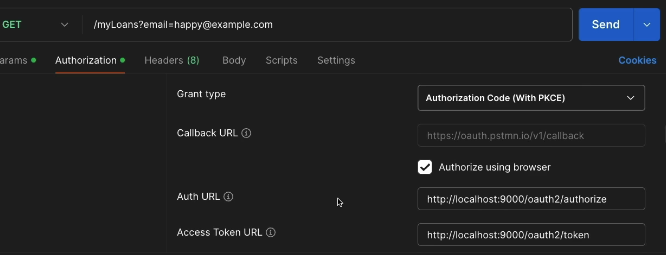 GET /myLoans?email=happy@example.com Send
arams Authorization Headers (8) Body Scripts Settings Cookies
Grant type Authorization Code (With PKCE)
Callback URL https://oauth.pstmn.io/v1/callback
Authorize using browser
Auth URL http://localhost:9000/oauth2/authorize
Access Token URL http://localhost:9000/oauth2/token